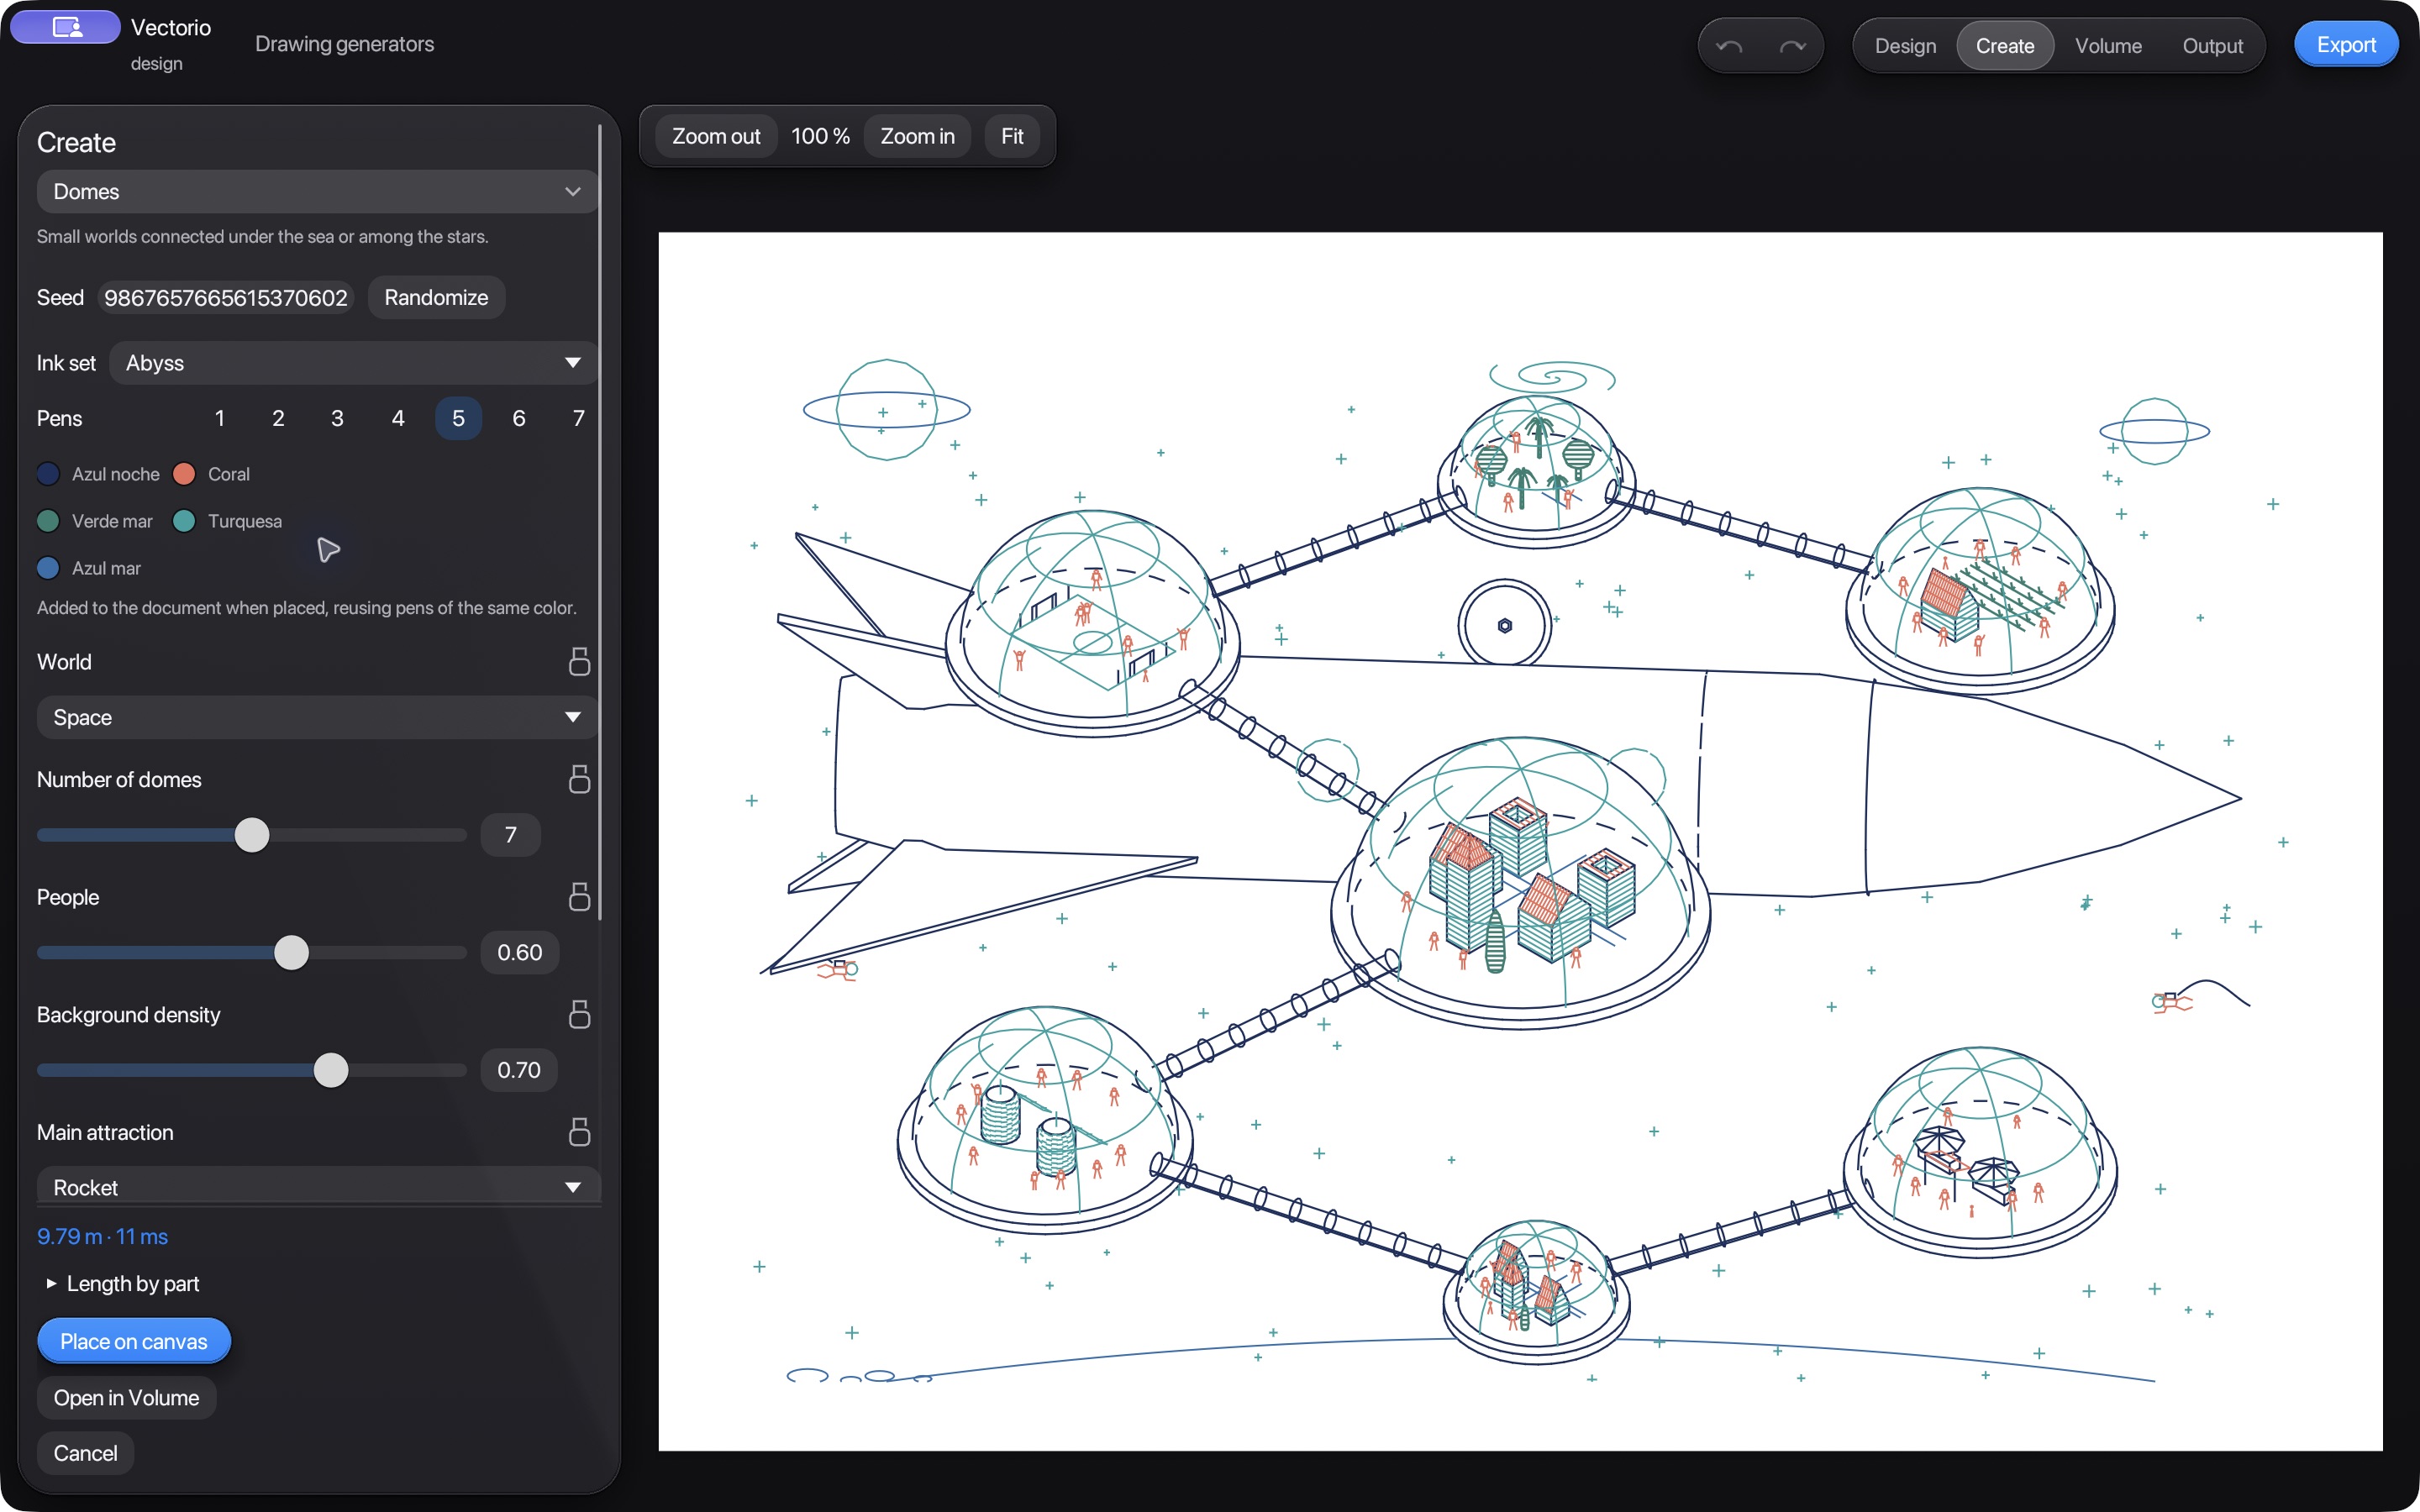 Vectorio
design
Drawing generators
Design Create Volume Output Export
Create
Zoom out 100 % Zoom in Fit
Domes
Small worlds connected under the sea or among the stars.
Seed 9867657665615370602 Randomize
Ink set Abyss
Pens 1 2 3 4 5 6 7
Azul noche Coral
Verde mar Turquesa
Azul mar
Added to the document when placed, reusing pens of the same color.
World
Space
Number of domes
7
People
0.60
Background density
0.70
Main attraction
Rocket
9.79 m · 11 ms
Length by part
Place on canvas
Open in Volume
Cancel